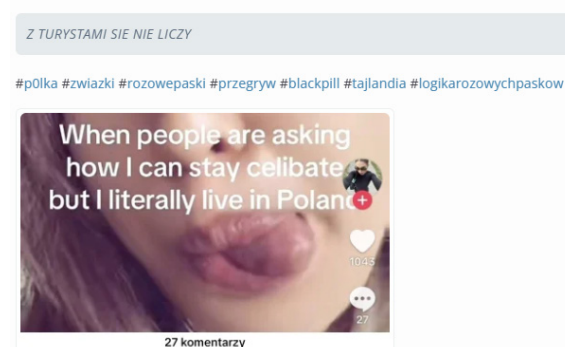 Z TURYSTAMI SIE NIE LICZY
#p0lka #zwiazki #rozowepaski #przegryw #blackpill #tajlandia #logikarozowychpaskow
When people are asking
how I can stay celibate
but I literally live in Poland
1043
27
27 komentarzy